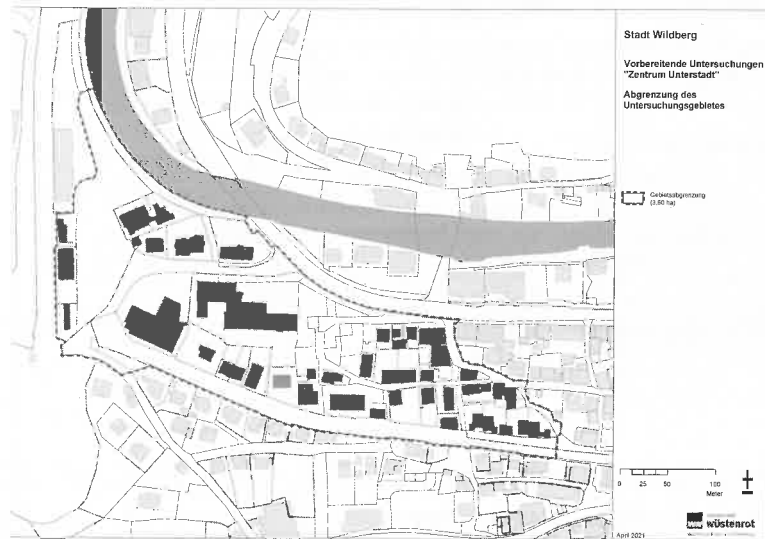 Stadt Wildberg
Vorbereitende Untersuchungen
"Zentrum Unterstadt"
Abgrenzung des
Untersuchungsgebietes
Gebietsabgrenzung
(3,80 ha)
0 25 50 100
Meter
wüstenrot
April 2021